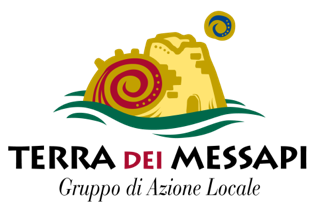 TERRA DEI MESSAPI
Gruppo di Azione Locale